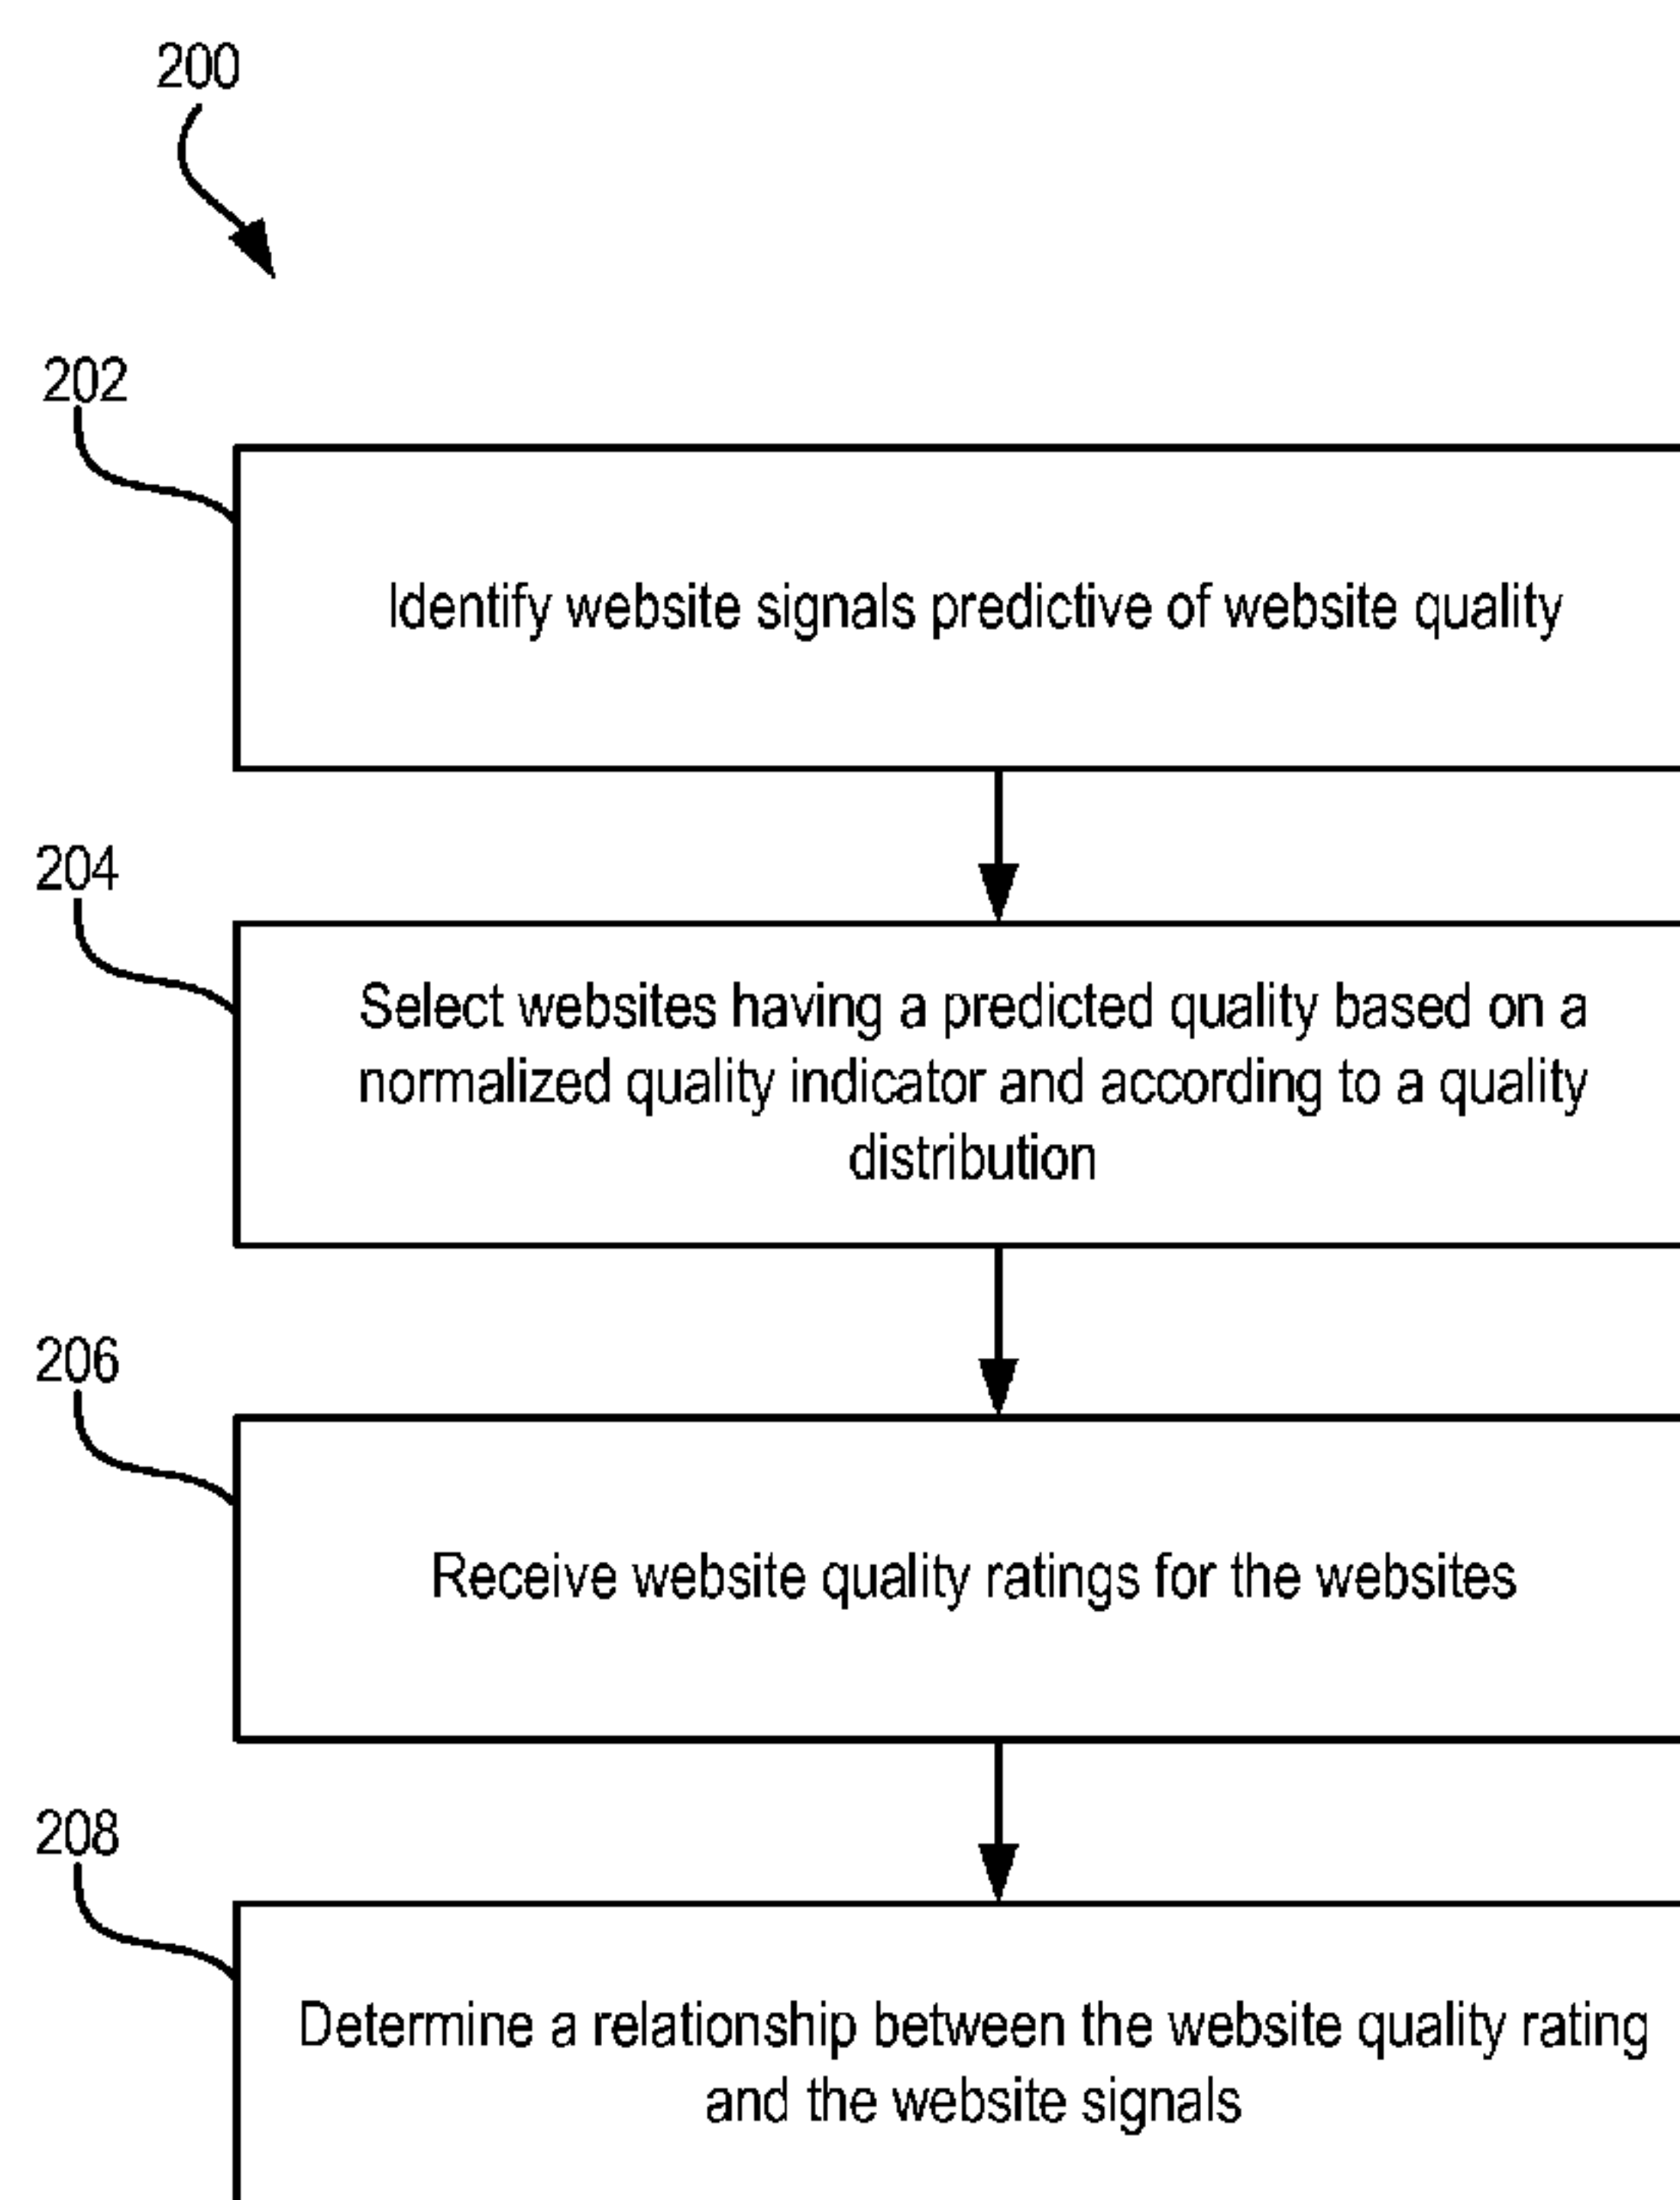 200
202
Identify website signals predictive of website quality
204
Select websites having a predicted quality based on a
normalized quality indicator and according to a quality
distribution
206
Receive website quality ratings for the websites
208
Determine a relationship between the website quality rating
and the website signals